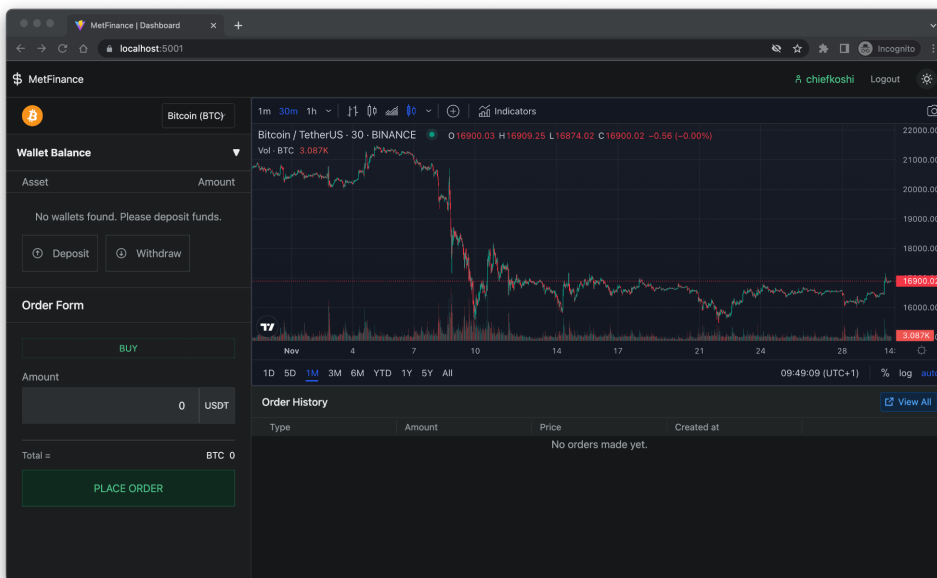 MetFinance | Dashboard
localhost:5001
Incognito
MetFinance
chiefkoshi
Logout
Bitcoin (BTC)
Wallet Balance
Asset Amount
No wallets found. Please deposit funds.
Deposit
Withdraw
Order Form
BUY
Amount
0 USDT
Total = BTC 0
PLACE ORDER
1m 30m 1h Indicators
Bitcoin / TetherUS · 30 · BINANCE O16900.03 H16909.25 L16874.02 C16900.02 −0.56 (−0.00%)
Vol · BTC 3.087K
22000.00
21000.00
20000.00
19000.00
18000.00
16900.02
16000.00
3.087K
Nov 4 7 10 14 17 21 24 28 14:
1D 5D 1M 3M 6M YTD 1Y 5Y All 09:49:09 (UTC+1) % log auto
Order History View All
Type Amount Price Created at
No orders made yet.